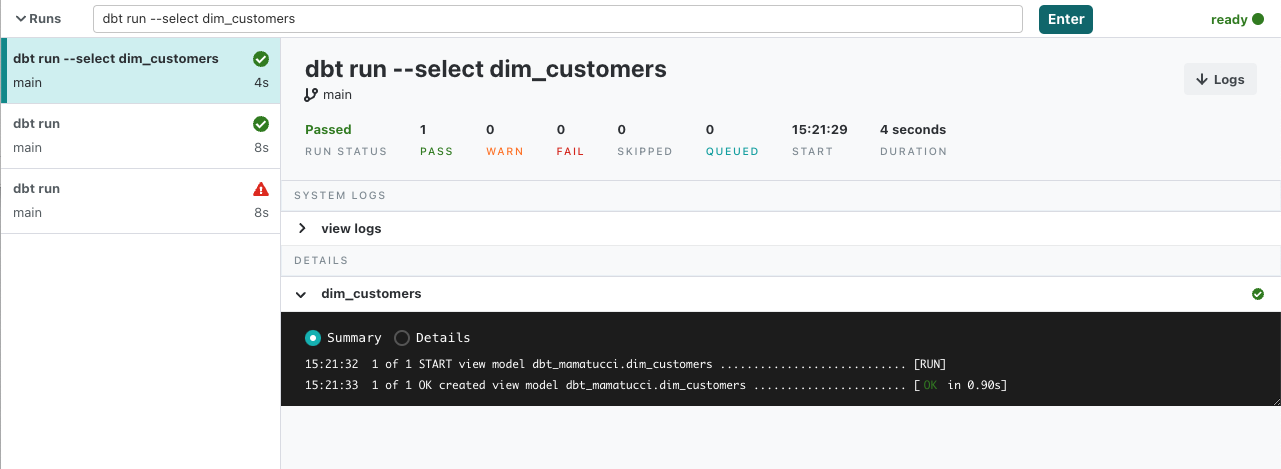 Runs
dbt run --select dim_customers
Enter
ready
dbt run --select dim_customers
main 4s
dbt run
main 8s
dbt run
main 8s
dbt run --select dim_customers
main
Logs
Passed 1 0 0 0 0 15:21:29 4 seconds
RUN STATUS PASS WARN FAIL SKIPPED QUEUED START DURATION
SYSTEM LOGS
view logs
DETAILS
dim_customers
Summary Details
15:21:32 1 of 1 START view model dbt_mamatucci.dim_customers ............................ [RUN]
15:21:33 1 of 1 OK created view model dbt_mamatucci.dim_customers ....................... [ OK in 0.90s]